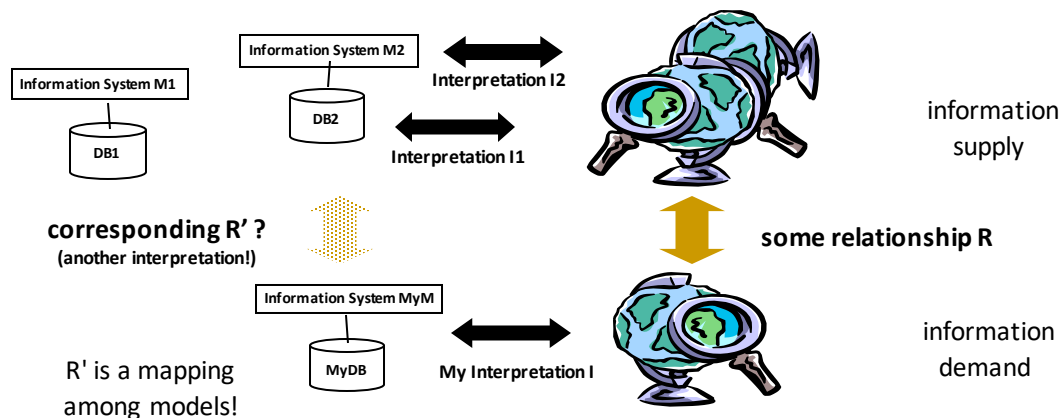 Information System M2
Information System M1
Interpretation I2
DB2
DB1
Interpretation I1
information
supply
corresponding R’ ?
(another interpretation!)
some relationship R
Information System MyM
MyDB
My Interpretation I
information
demand
R' is a mapping
among models!